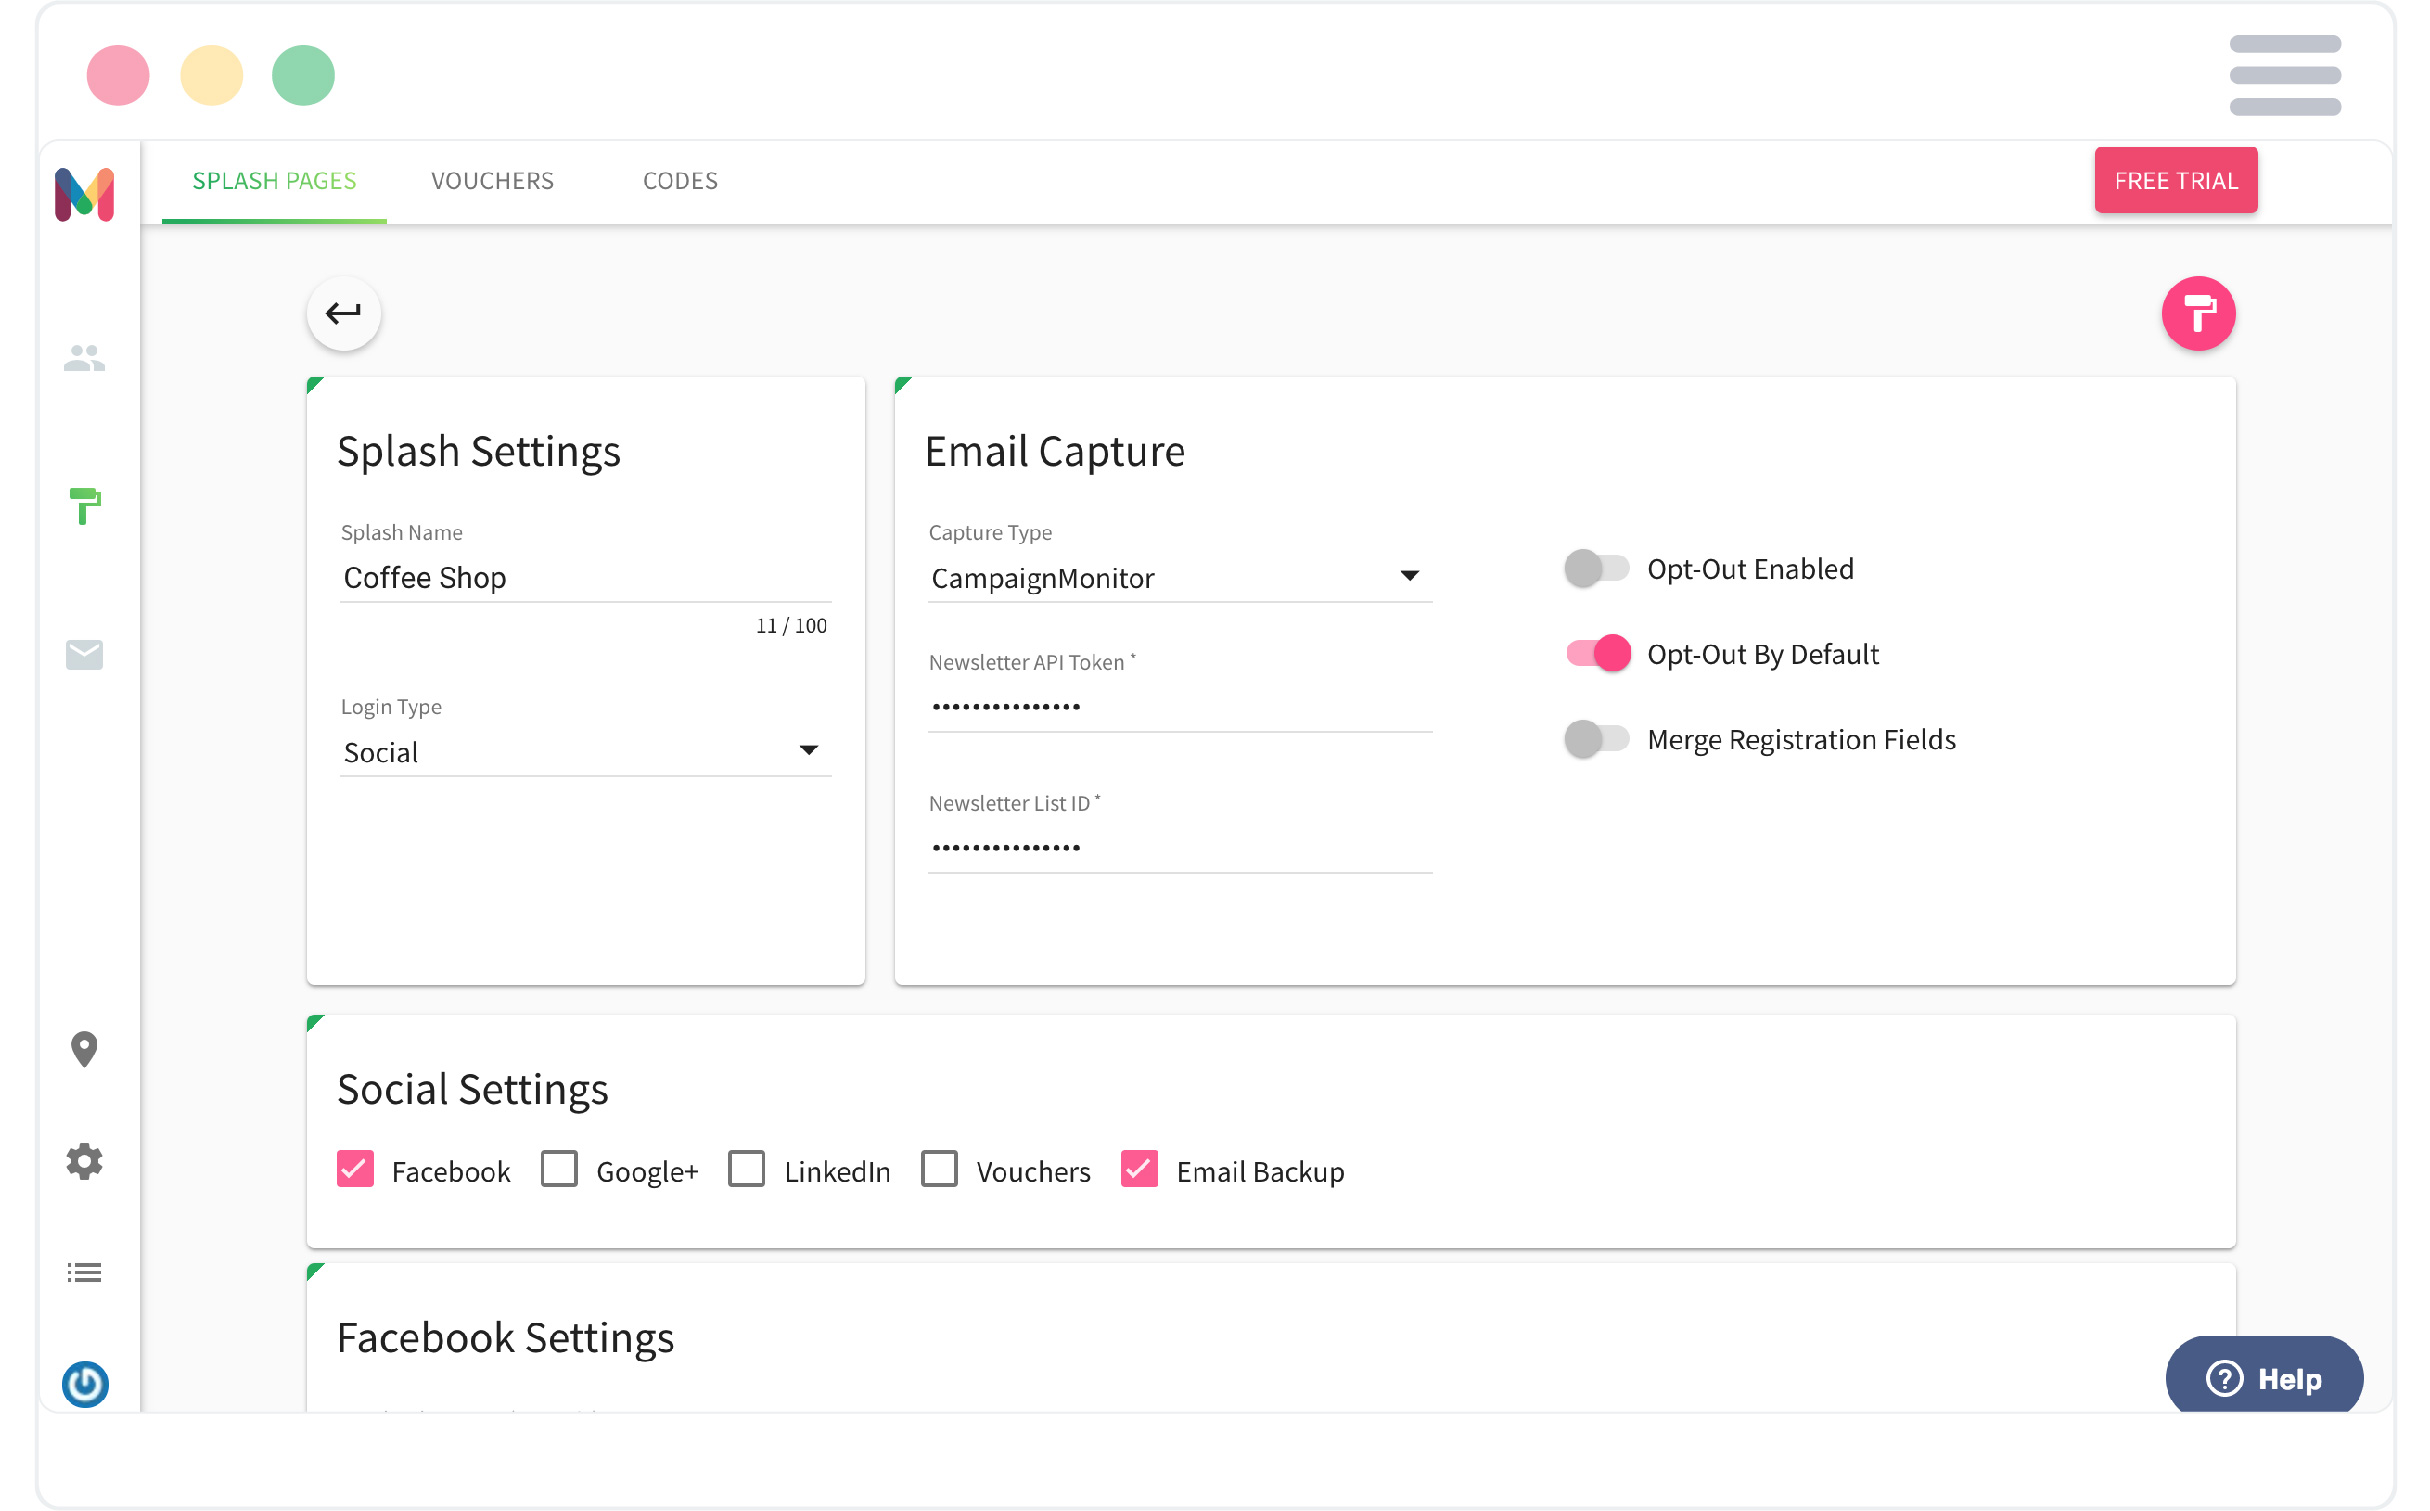 SPLASH PAGES
VOUCHERS
CODES
FREE TRIAL
Splash Settings
Splash Name
Coffee Shop
11 / 100
Login Type
Social
Email Capture
Capture Type
CampaignMonitor
Newsletter API Token *
•••••••••••••••
Newsletter List ID *
•••••••••••••••
Opt-Out Enabled
Opt-Out By Default
Merge Registration Fields
Social Settings
Facebook
Google+
LinkedIn
Vouchers
Email Backup
Facebook Settings
? Help